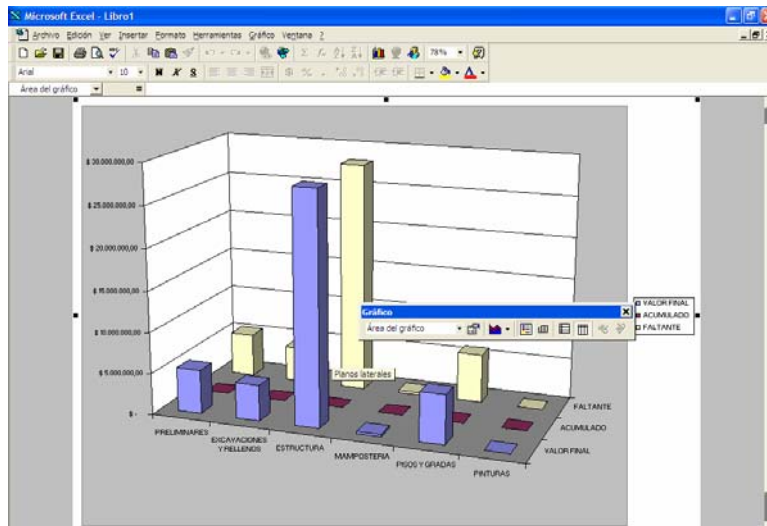 Microsoft Excel - Libro1
Archivo Edición Ver Insertar Formato Herramientas Gráfico Ventana ?
78%
Arial 10 N K S
Área del gráfico =
$ 30.000.000,00
$ 25.000.000,00
$ 20.000.000,00
$ 15.000.000,00
$ 10.000.000,00
$ 5.000.000,00
$ -
PRELIMINARES
EXCAVACIONES
Y RELLENOS
ESTRUCTURA
MAMPOSTERIA
PISOS Y GRADAS
PINTURAS
VALOR FINAL
ACUMULADO
FALTANTE
Planos laterales
Gráfico
Área del gráfico
VALOR FINAL
ACUMULADO
FALTANTE